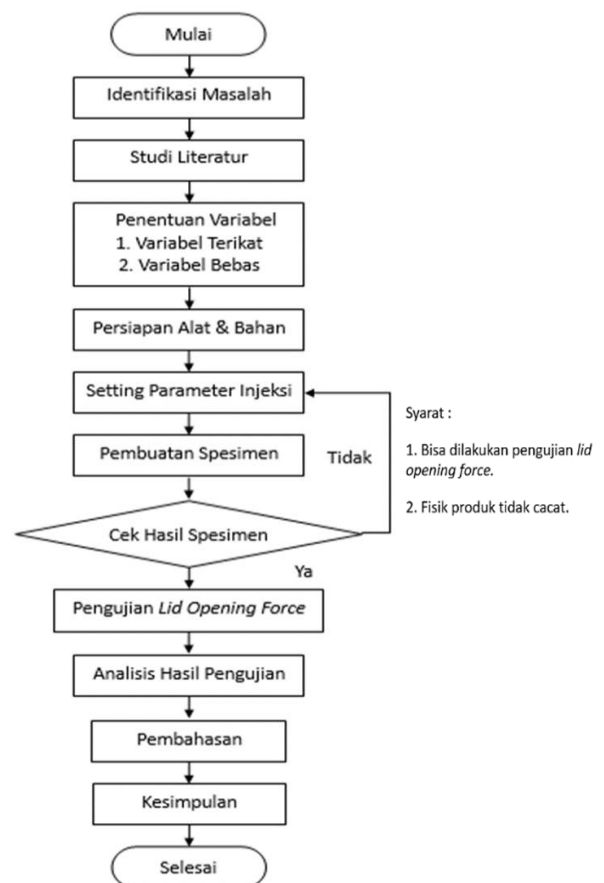 Mulai
Identifikasi Masalah
Studi Literatur
Penentuan Variabel
1. Variabel Terikat
2. Variabel Bebas
Persiapan Alat & Bahan
Setting Parameter Injeksi
Pembuatan Spesimen
Tidak
Syarat :
1. Bisa dilakukan pengujian lid
opening force.
2. Fisik produk tidak cacat.
Cek Hasil Spesimen
Ya
Pengujian Lid Opening Force
Analisis Hasil Pengujian
Pembahasan
Kesimpulan
Selesai